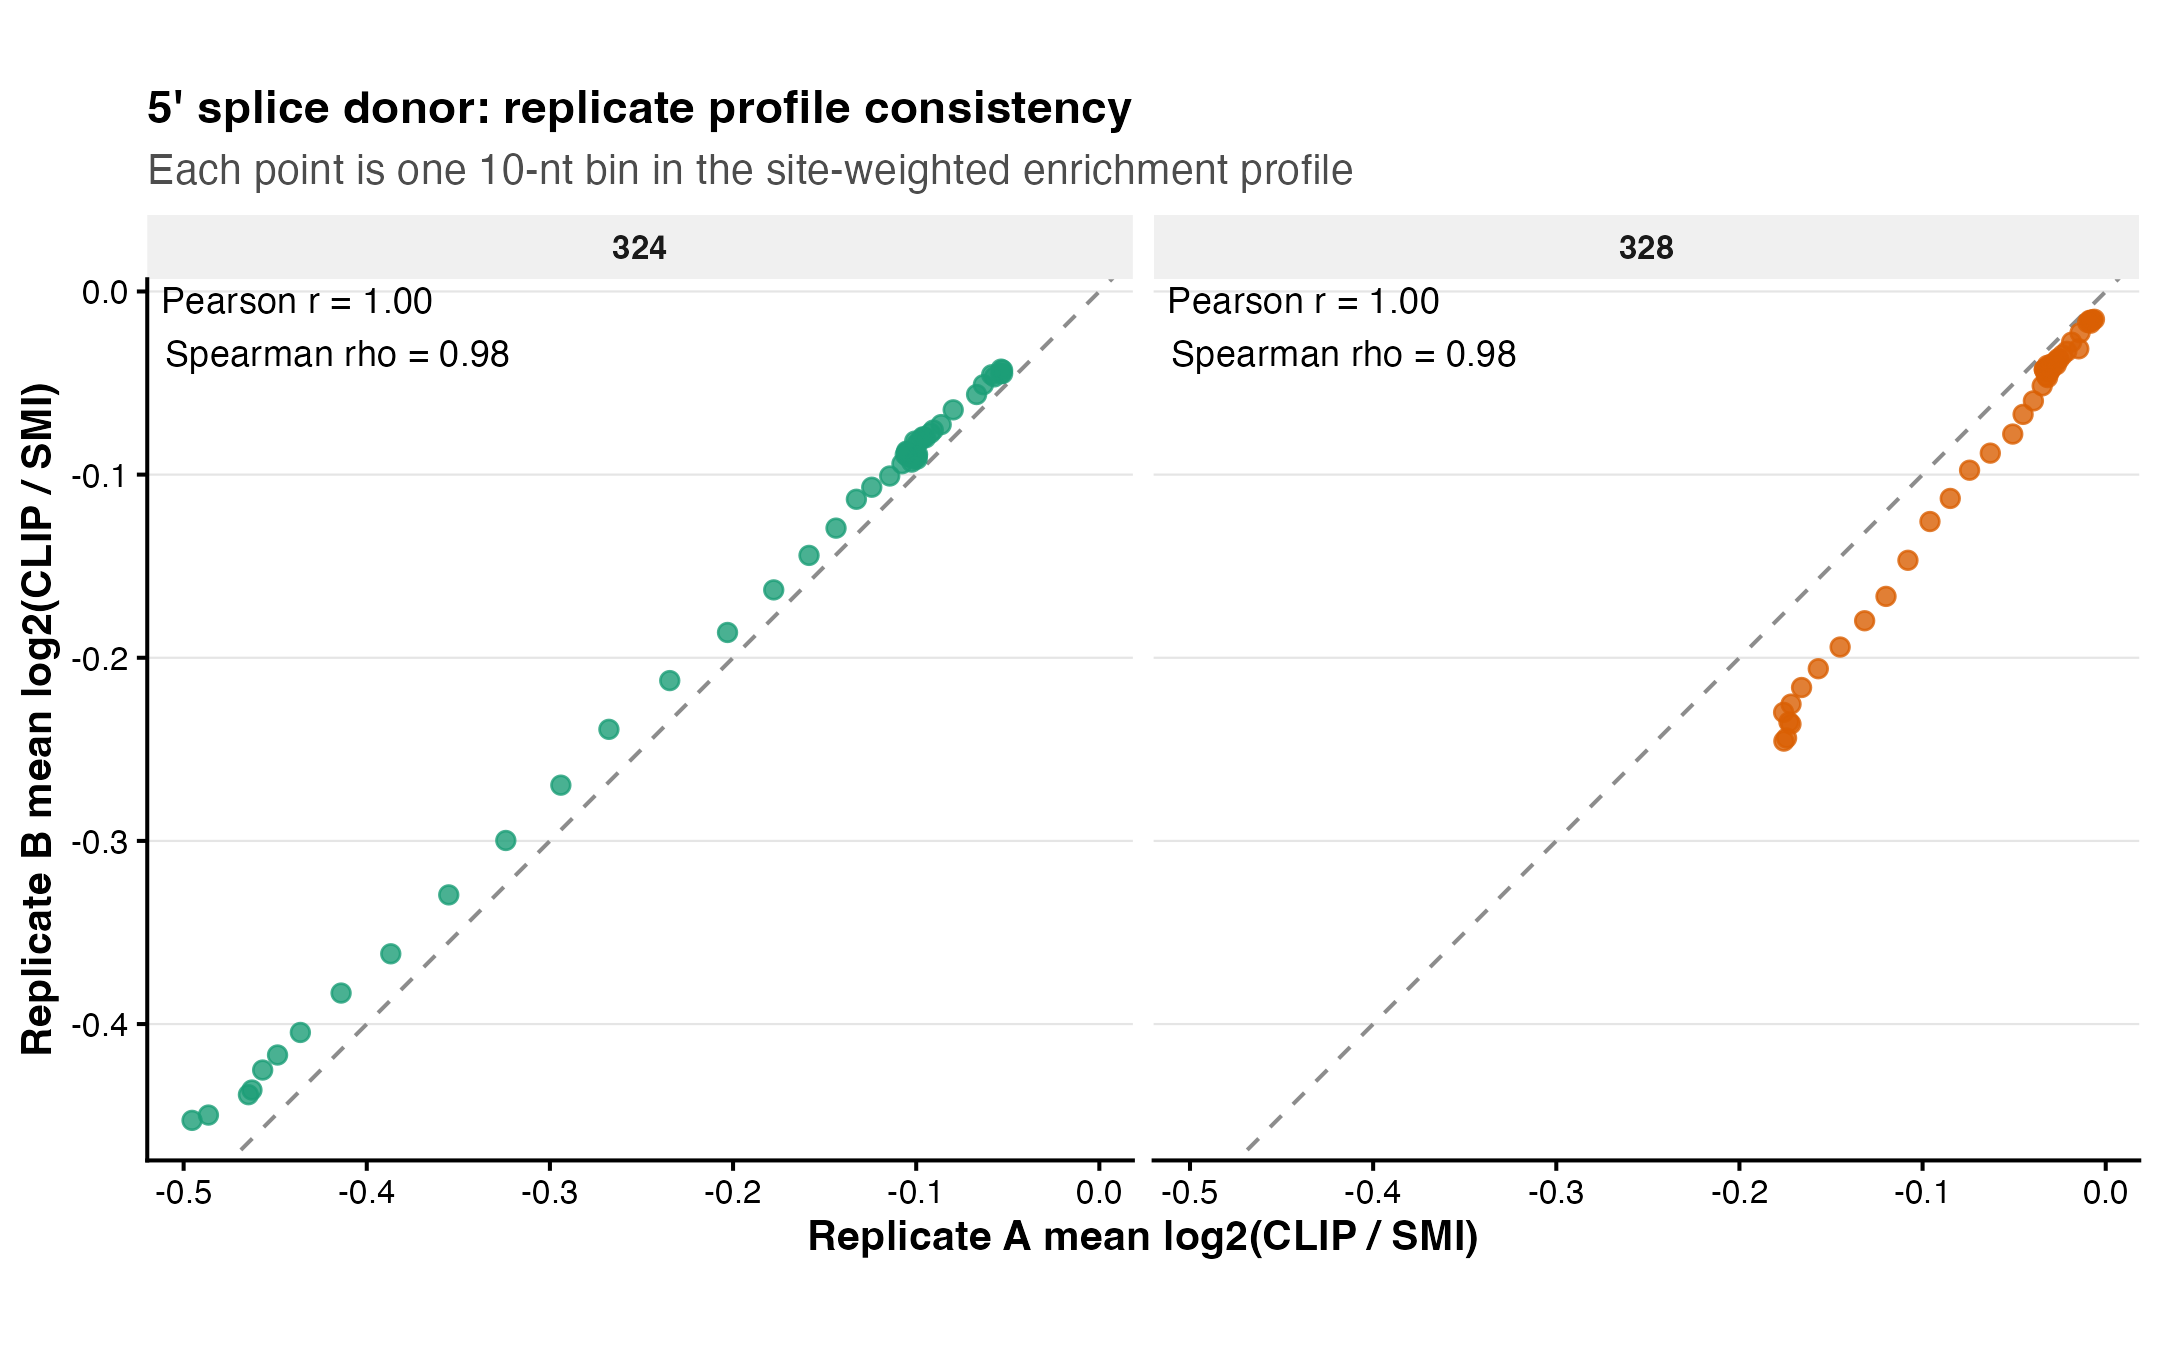 5' splice donor: replicate profile consistency
Each point is one 10-nt bin in the site-weighted enrichment profile
324
328
Pearson r = 1.00
Spearman rho = 0.98
Pearson r = 1.00
Spearman rho = 0.98
Replicate B mean log2(CLIP / SMI)
0.0
-0.1
-0.2
-0.3
-0.4
-0.5 -0.4 -0.3 -0.2 -0.1 0.0
-0.5 -0.4 -0.3 -0.2 -0.1 0.0
Replicate A mean log2(CLIP / SMI)